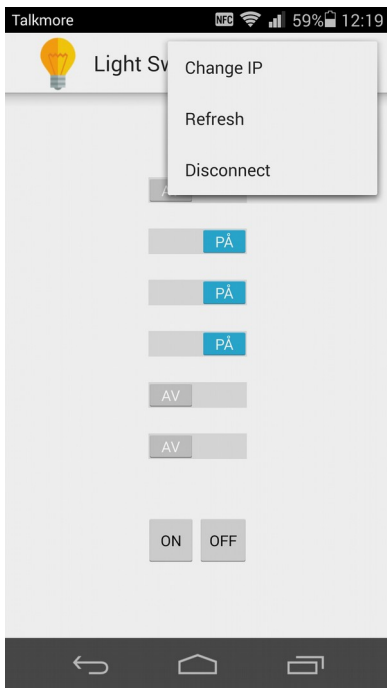 Talkmore NFC 59% 12:19
Light Sw
Change IP
Refresh
Disconnect
PÅ
PÅ
PÅ
AV
AV
ON OFF